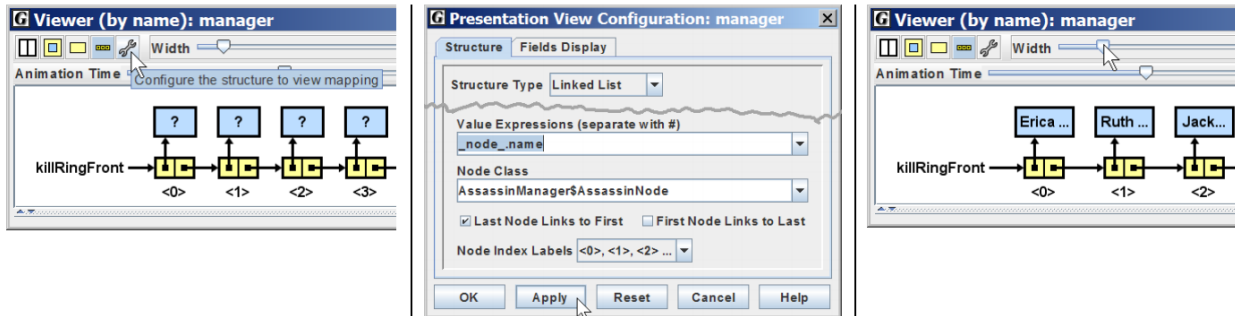 Viewer (by name): manager
Width
Animation Time
Configure the structure to view mapping
? ? ? ?
killRingFront
<0> <1> <2> <3>
Presentation View Configuration: manager
Structure Fields Display
Structure Type Linked List
Value Expressions (separate with #)
_node_.name
Node Class
AssassinManager$AssassinNode
Last Node Links to First First Node Links to Last
Node Index Labels <0>, <1>, <2> ...
OK Apply Reset Cancel Help
Viewer (by name): manager
Width
Animation Time
Erica ... Ruth ... Jack...
killRingFront
<0> <1> <2>